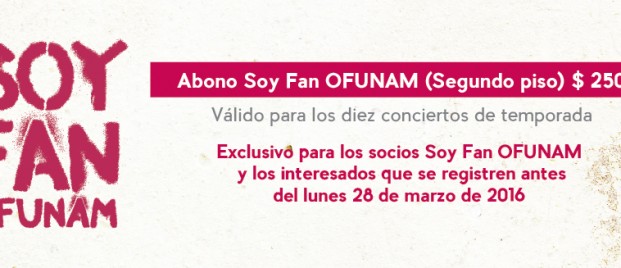 SOY
FAN
OFUNAM
Abono Soy Fan OFUNAM (Segundo piso) $ 250
Válido para los diez conciertos de temporada
Exclusivo para los socios Soy Fan OFUNAM
y los interesados que se registren antes
del lunes 28 de marzo de 2016